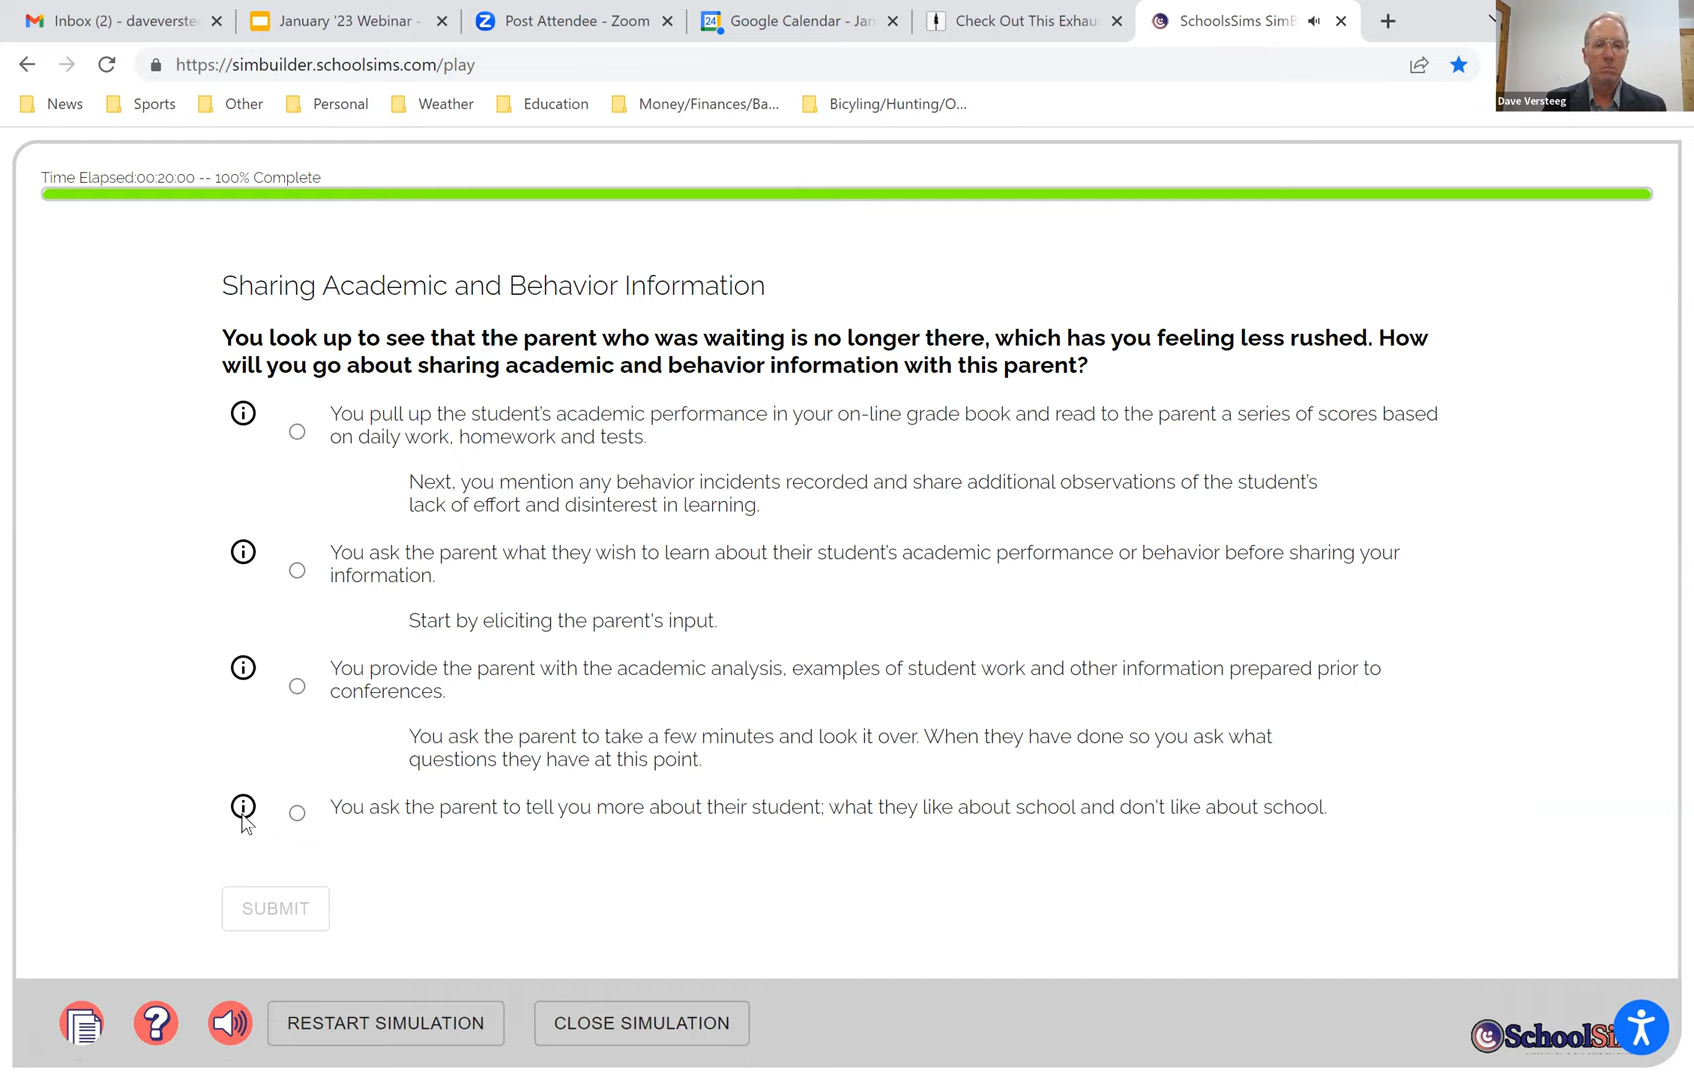 Inbox (2) - daveverste
January '23 Webinar -
Post Attendee - Zoom
24
Google Calendar - Jan
Check Out This Exhau
SchoolsSims SimB
https://simbuilder.schoolsims.com/play
News
Sports
Other
Personal
Weather
Education
Money/Finances/Ba...
Bicyling/Hunting/O...
Dave Versteeg
Time Elapsed:00:20:00 -- 100% Complete
Sharing Academic and Behavior Information
You look up to see that the parent who was waiting is no longer there, which has you feeling less rushed. How
will you go about sharing academic and behavior information with this parent?
You pull up the student's academic performance in your on-line grade book and read to the parent a series of scores based
on daily work, homework and tests.
Next, you mention any behavior incidents recorded and share additional observations of the student's
lack of effort and disinterest in learning.
You ask the parent what they wish to learn about their student's academic performance or behavior before sharing your
information.
Start by eliciting the parent's input.
You provide the parent with the academic analysis, examples of student work and other information prepared prior to
conferences.
You ask the parent to take a few minutes and look it over. When they have done so you ask what
questions they have at this point.
You ask the parent to tell you more about their student; what they like about school and don't like about school.
SUBMIT
RESTART SIMULATION
CLOSE SIMULATION
SchoolSi